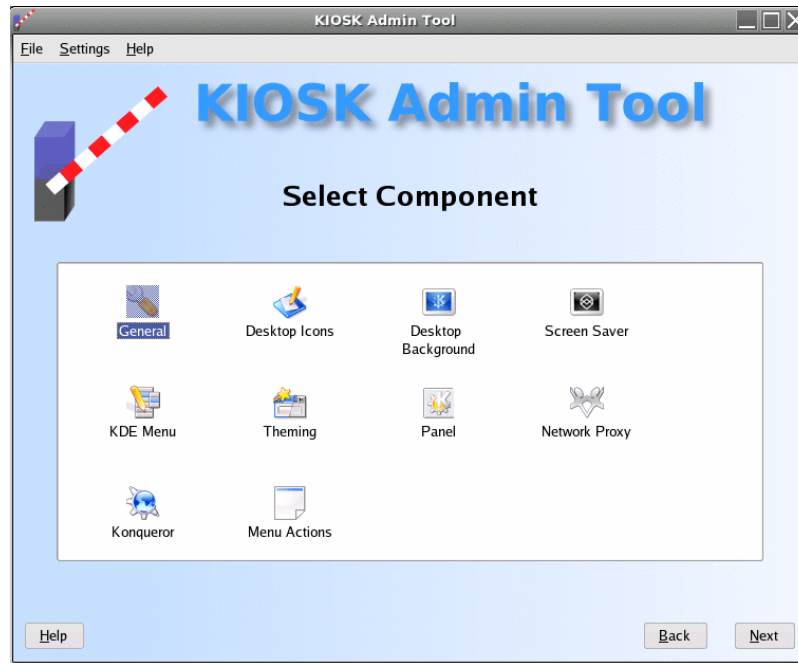 KIOSK Admin Tool
File Settings Help
KIOSK Admin Tool
Select Component
General Desktop Icons Desktop Background Screen Saver
KDE Menu Theming Panel Network Proxy
Konqueror Menu Actions
Help Back Next